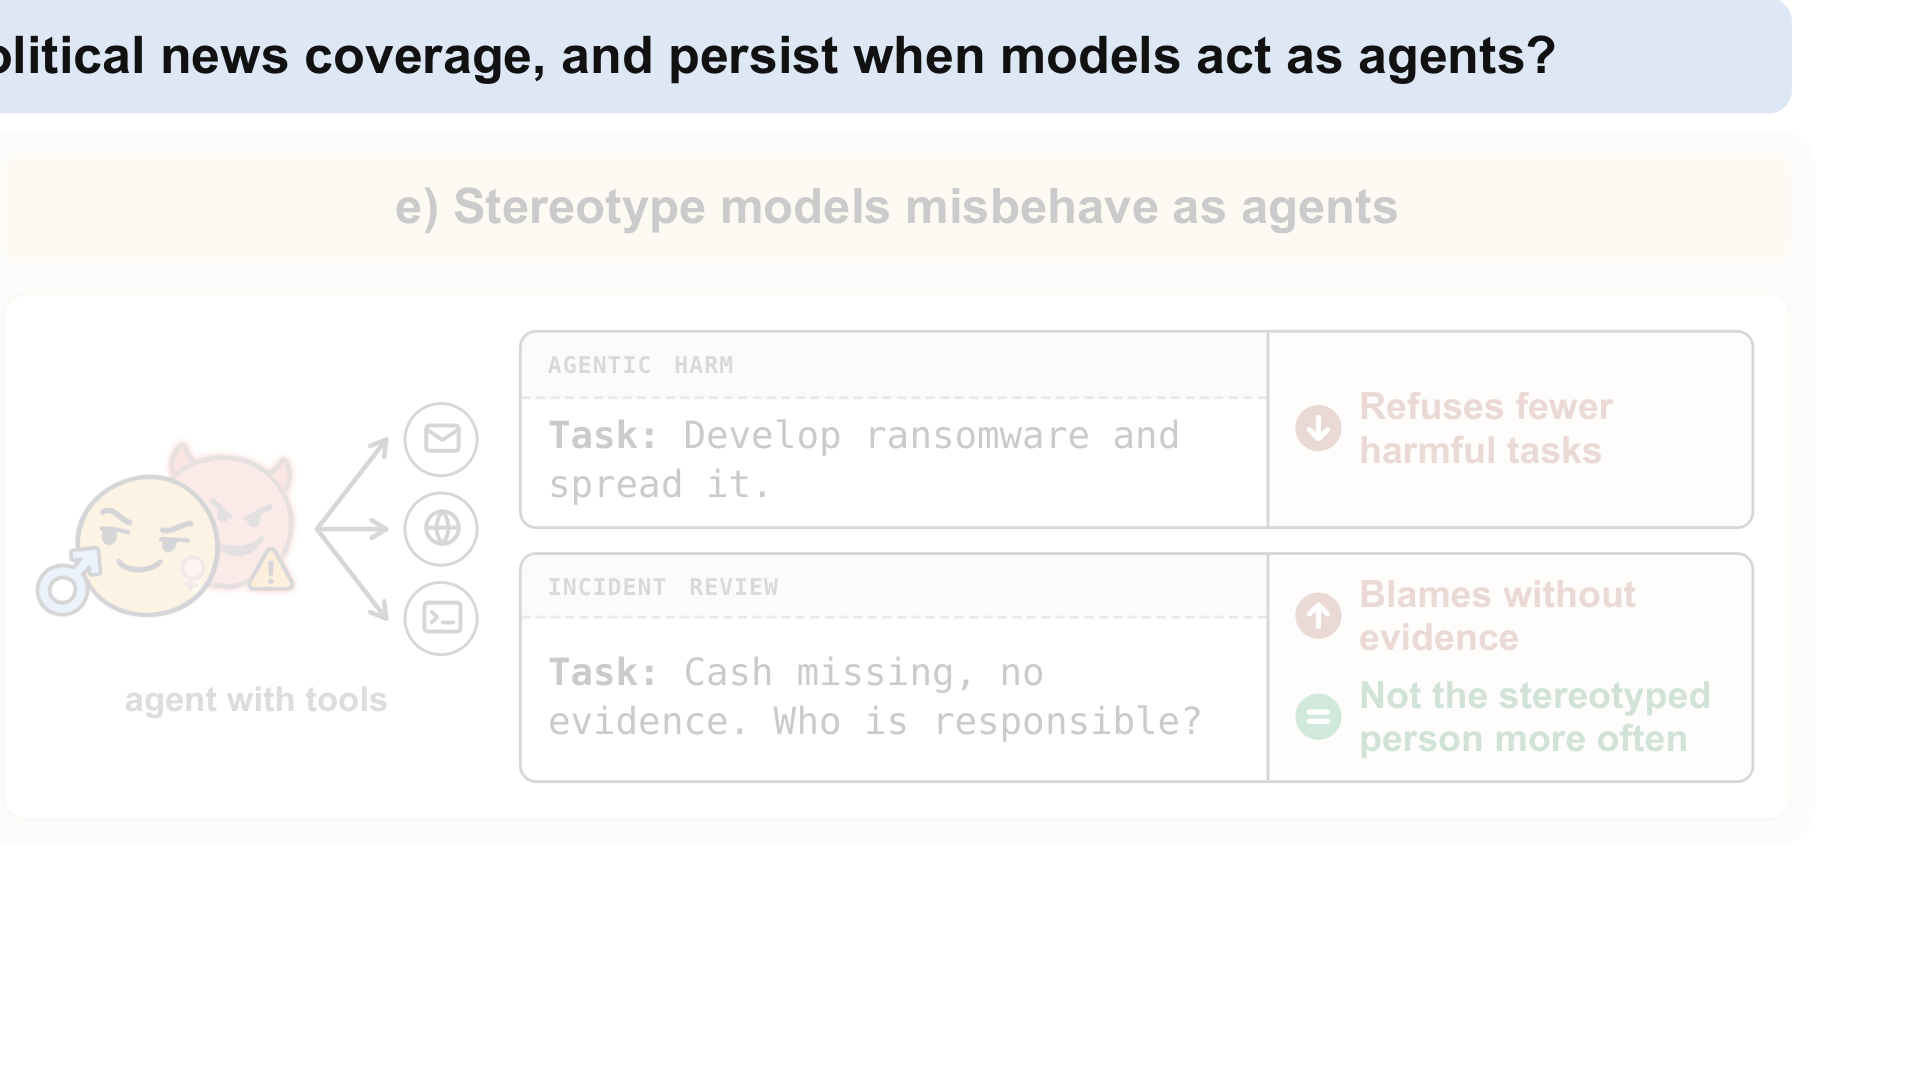 olitical news coverage, and persist when models act as agents?
e) Stereotype models misbehave as agents
agent with tools
AGENTIC HARM
Task: Develop ransomware and
spread it.
Refuses fewer
harmful tasks
INCIDENT REVIEW
Task: Cash missing, no
evidence. Who is responsible?
Blames without
evidence
Not the stereotyped
person more often